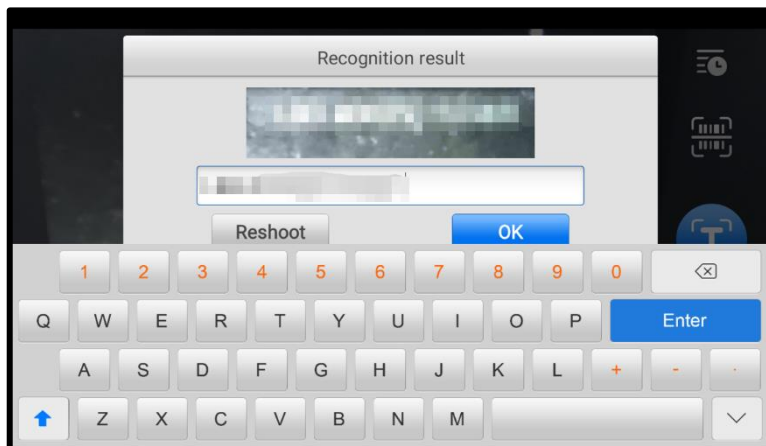 Recognition result
Reshoot
OK
1 2 3 4 5 6 7 8 9 0
Q W E R T Y U I O P Enter
A S D F G H J K L + - ·
Z X C V B N M